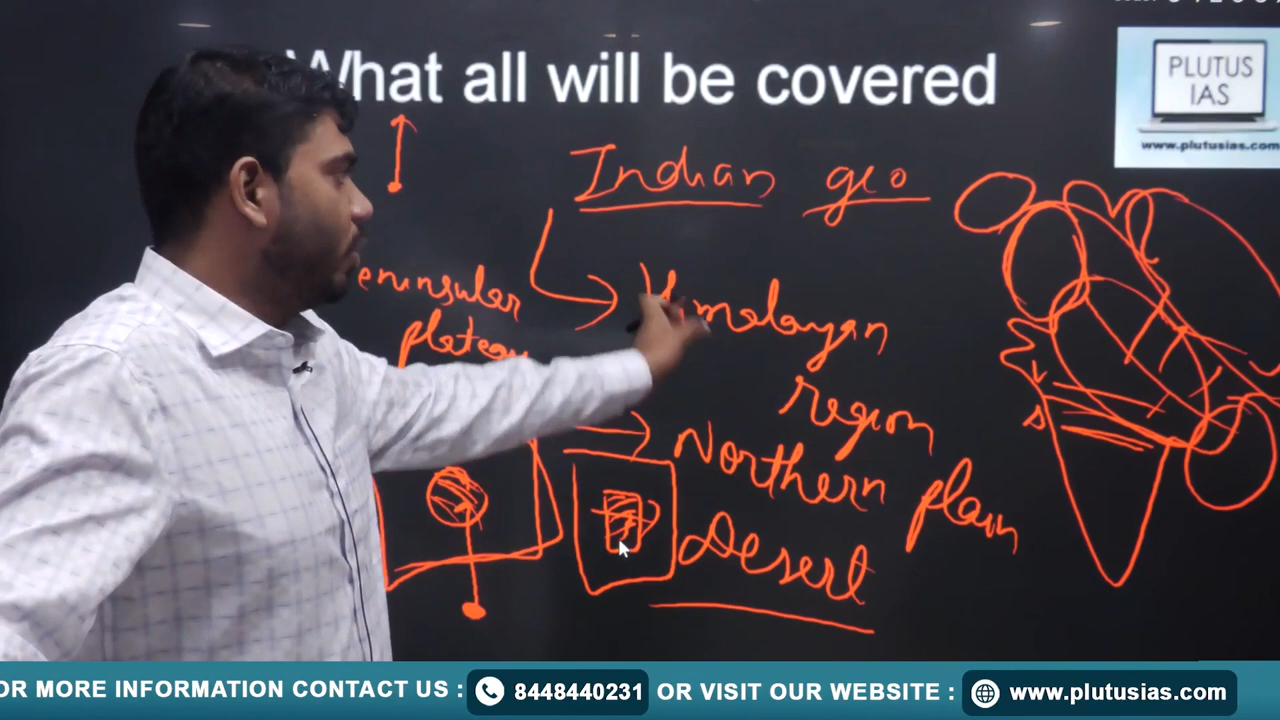 What all will be covered
PLUTUS
IAS
www.plutusias.com
Indian geo
eninsular
plateau
Himalayan
region
Northern plain
Desert
OR MORE INFORMATION CONTACT US : 8448440231 OR VISIT OUR WEBSITE : www.plutusias.com